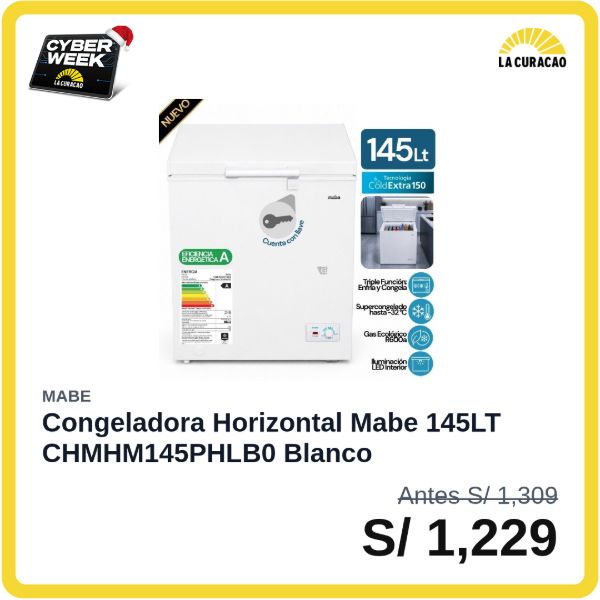 CYBER
WEEK
LA CURACAO
LA CURACAO
NUEVO
145Lt
Tecnología
ColdExtra150
mabe
Cuenta con llave
EFICIENCIA
ENERGÉTICA A
ENERGÍA
A
Triple Función:
Enfría y Congela
Supercongelado
hasta -32 °C
Gas Ecológico
R600a
Iluminación
LED Interior
MABE
Congeladora Horizontal Mabe 145LT
CHMHM145PHLB0 Blanco
Antes S/ 1,309
S/ 1,229